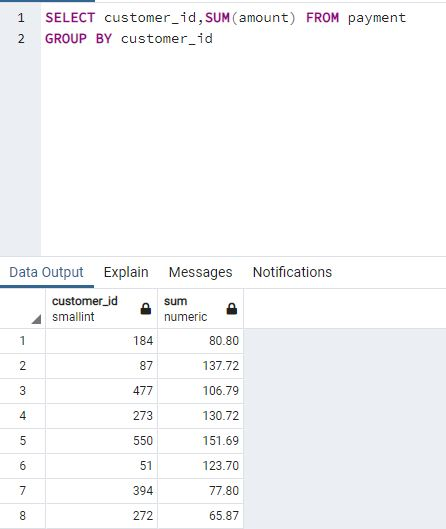 1 SELECT customer_id,SUM(amount) FROM payment
2 GROUP BY customer_id
Data Output Explain Messages Notifications
customer_id sum
smallint numeric
1 184 80.80
2 87 137.72
3 477 106.79
4 273 130.72
5 550 151.69
6 51 123.70
7 394 77.80
8 272 65.87